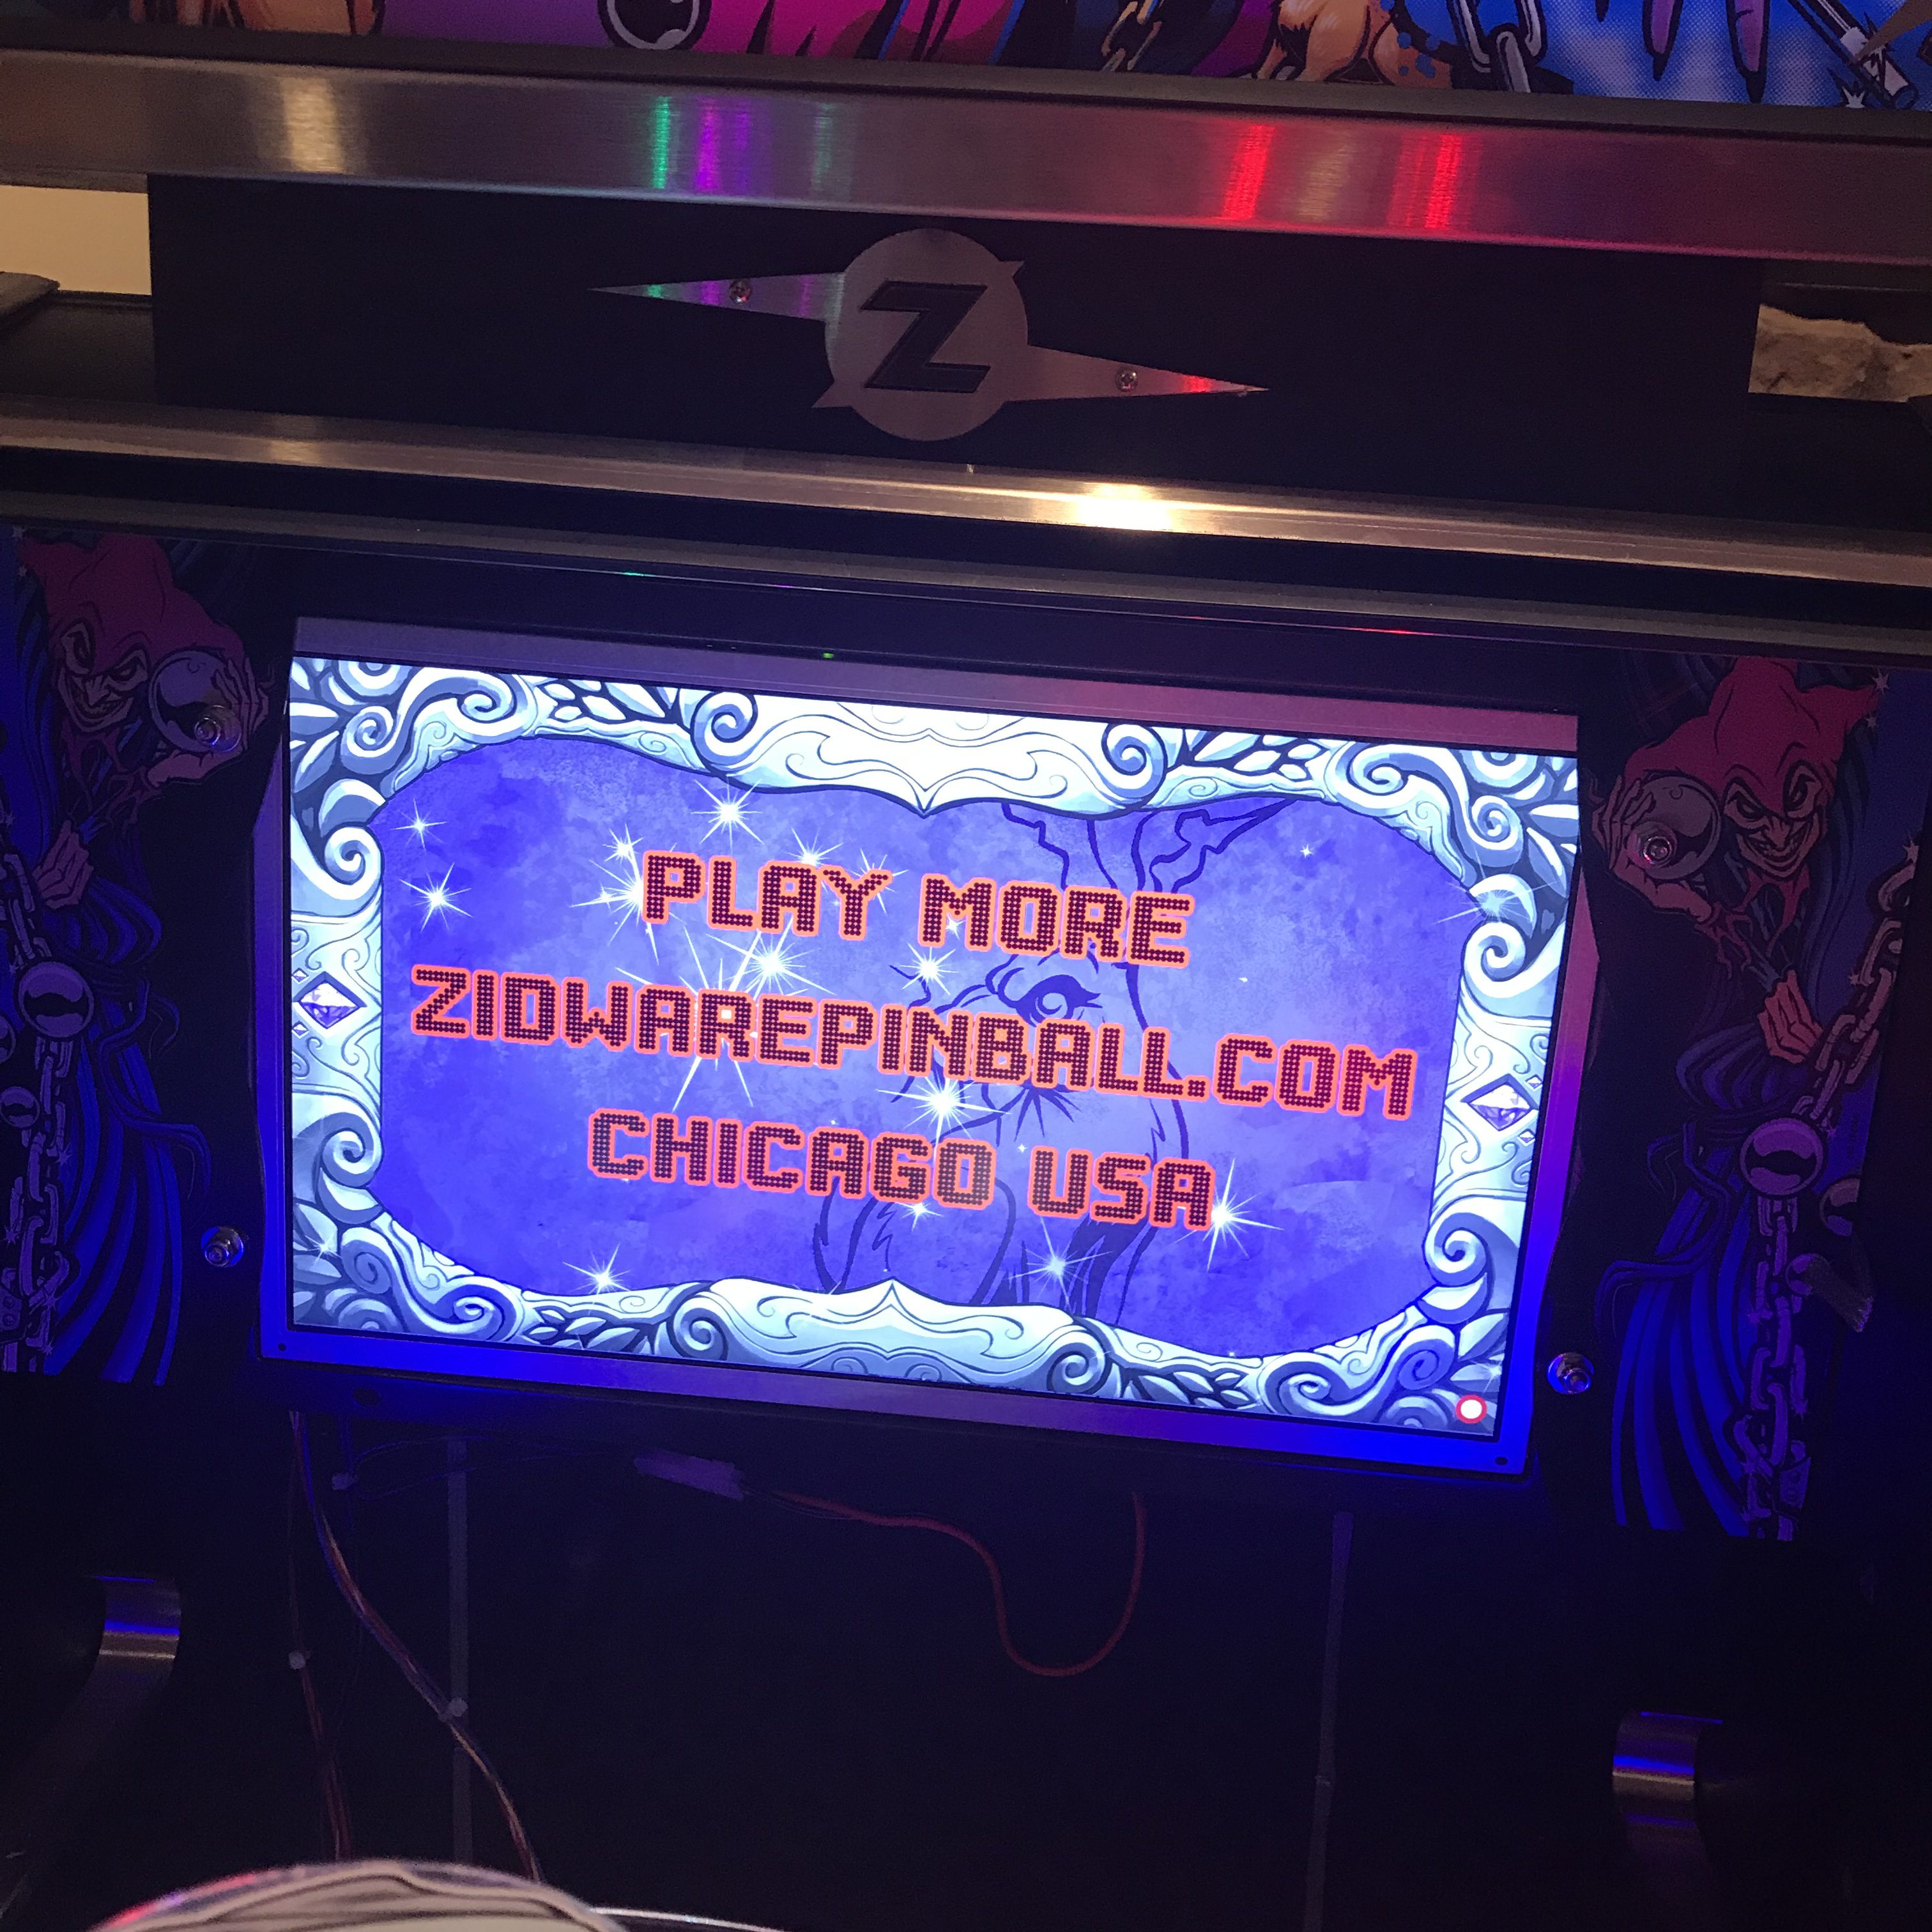 Z
PLAY MORE
ZIDWAREPINBALL.COM
CHICAGO USA